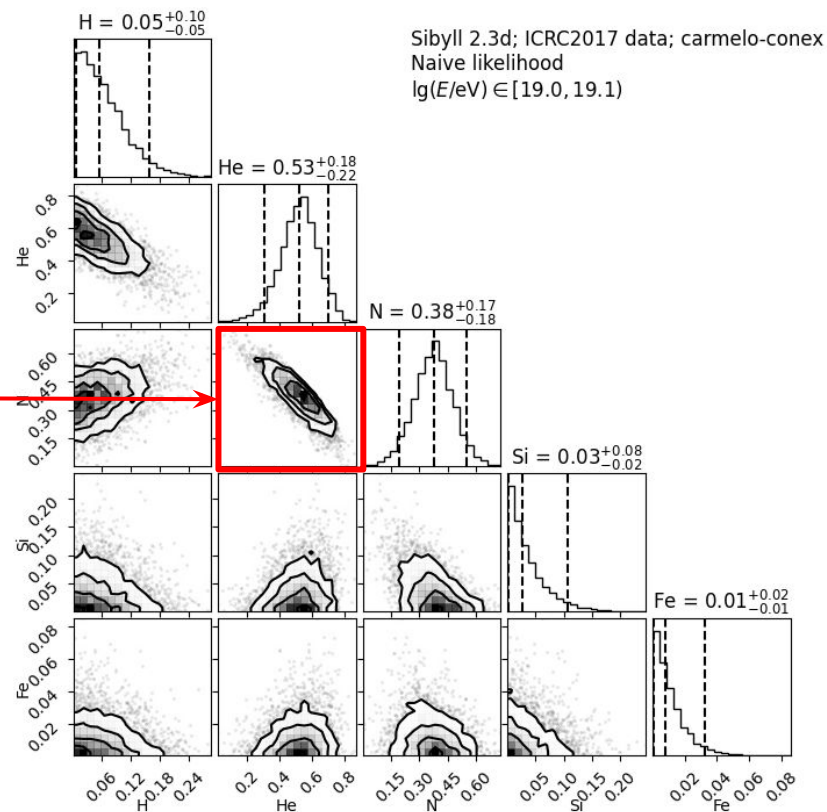 H = 0.05+0.10−0.05
Sibyll 2.3d; ICRC2017 data; carmelo-conex
Naive likelihood
lg(E/eV) ∈ [19.0, 19.1)
He = 0.53+0.18−0.22
0.8
0.6
0.4
0.2
He
N = 0.38+0.17−0.18
0.60
0.45
0.30
0.15
N
Si = 0.03+0.08−0.02
0.20
0.15
0.10
0.05
Si
Fe = 0.01+0.02−0.01
0.08
0.06
0.04
0.02
Fe
0.06 0.12 0.18 0.24
0.2 0.4 0.6 0.8
0.15 0.30 0.45 0.60
0.05 0.10 0.15 0.20
0.02 0.04 0.06 0.08
H He N Si Fe